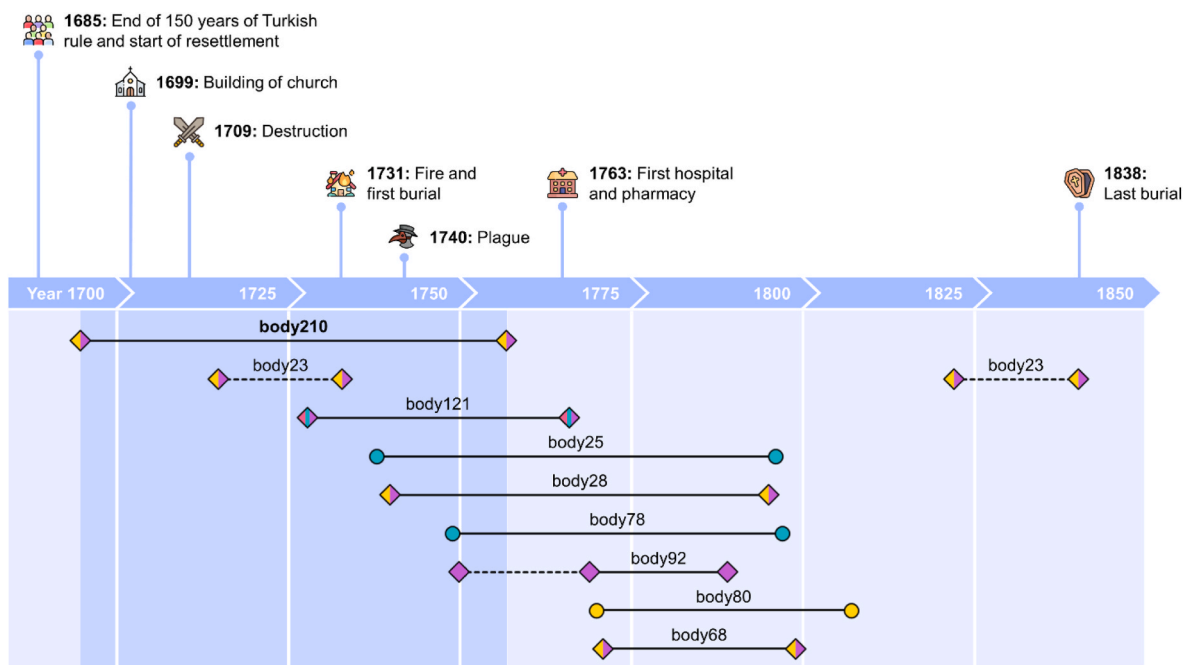 1685: End of 150 years of Turkish
rule and start of resettlement
1699: Building of church
1709: Destruction
1731: Fire and
first burial
1763: First hospital
and pharmacy
1838:
Last burial
1740: Plague
Year 1700 1725 1750 1775 1800 1825 1850
body210
body23 body23
body121
body25
body28
body78
body92
body80
body68